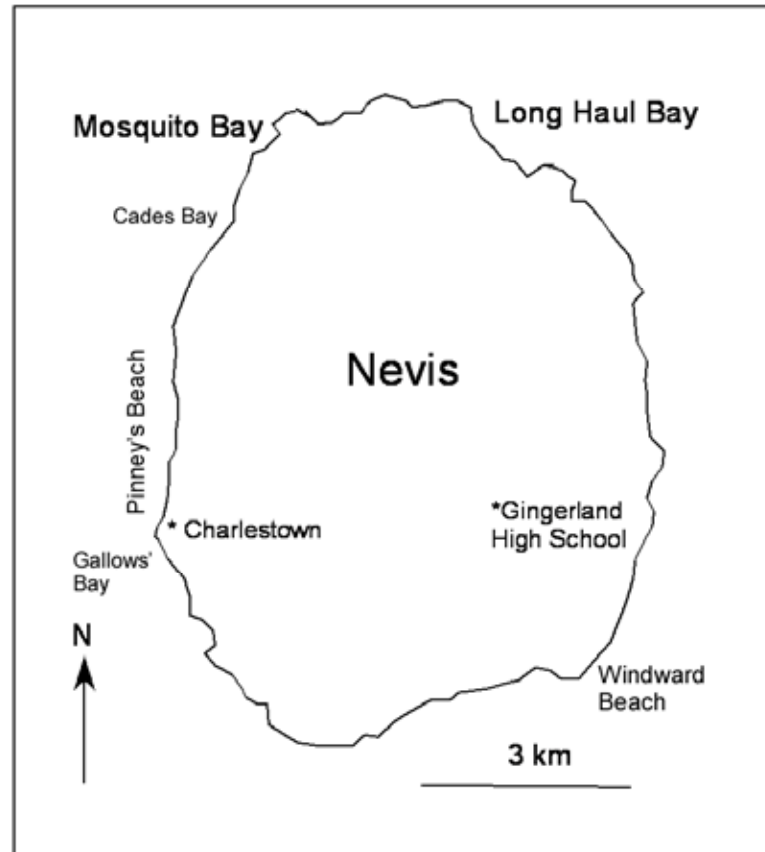 Long Haul Bay
Mosquito Bay
Cades Bay
Nevis
Pinney's Beach
*Gingerland
High School
* Charlestown
Gallows'
Bay
N
Windward
Beach
3 km